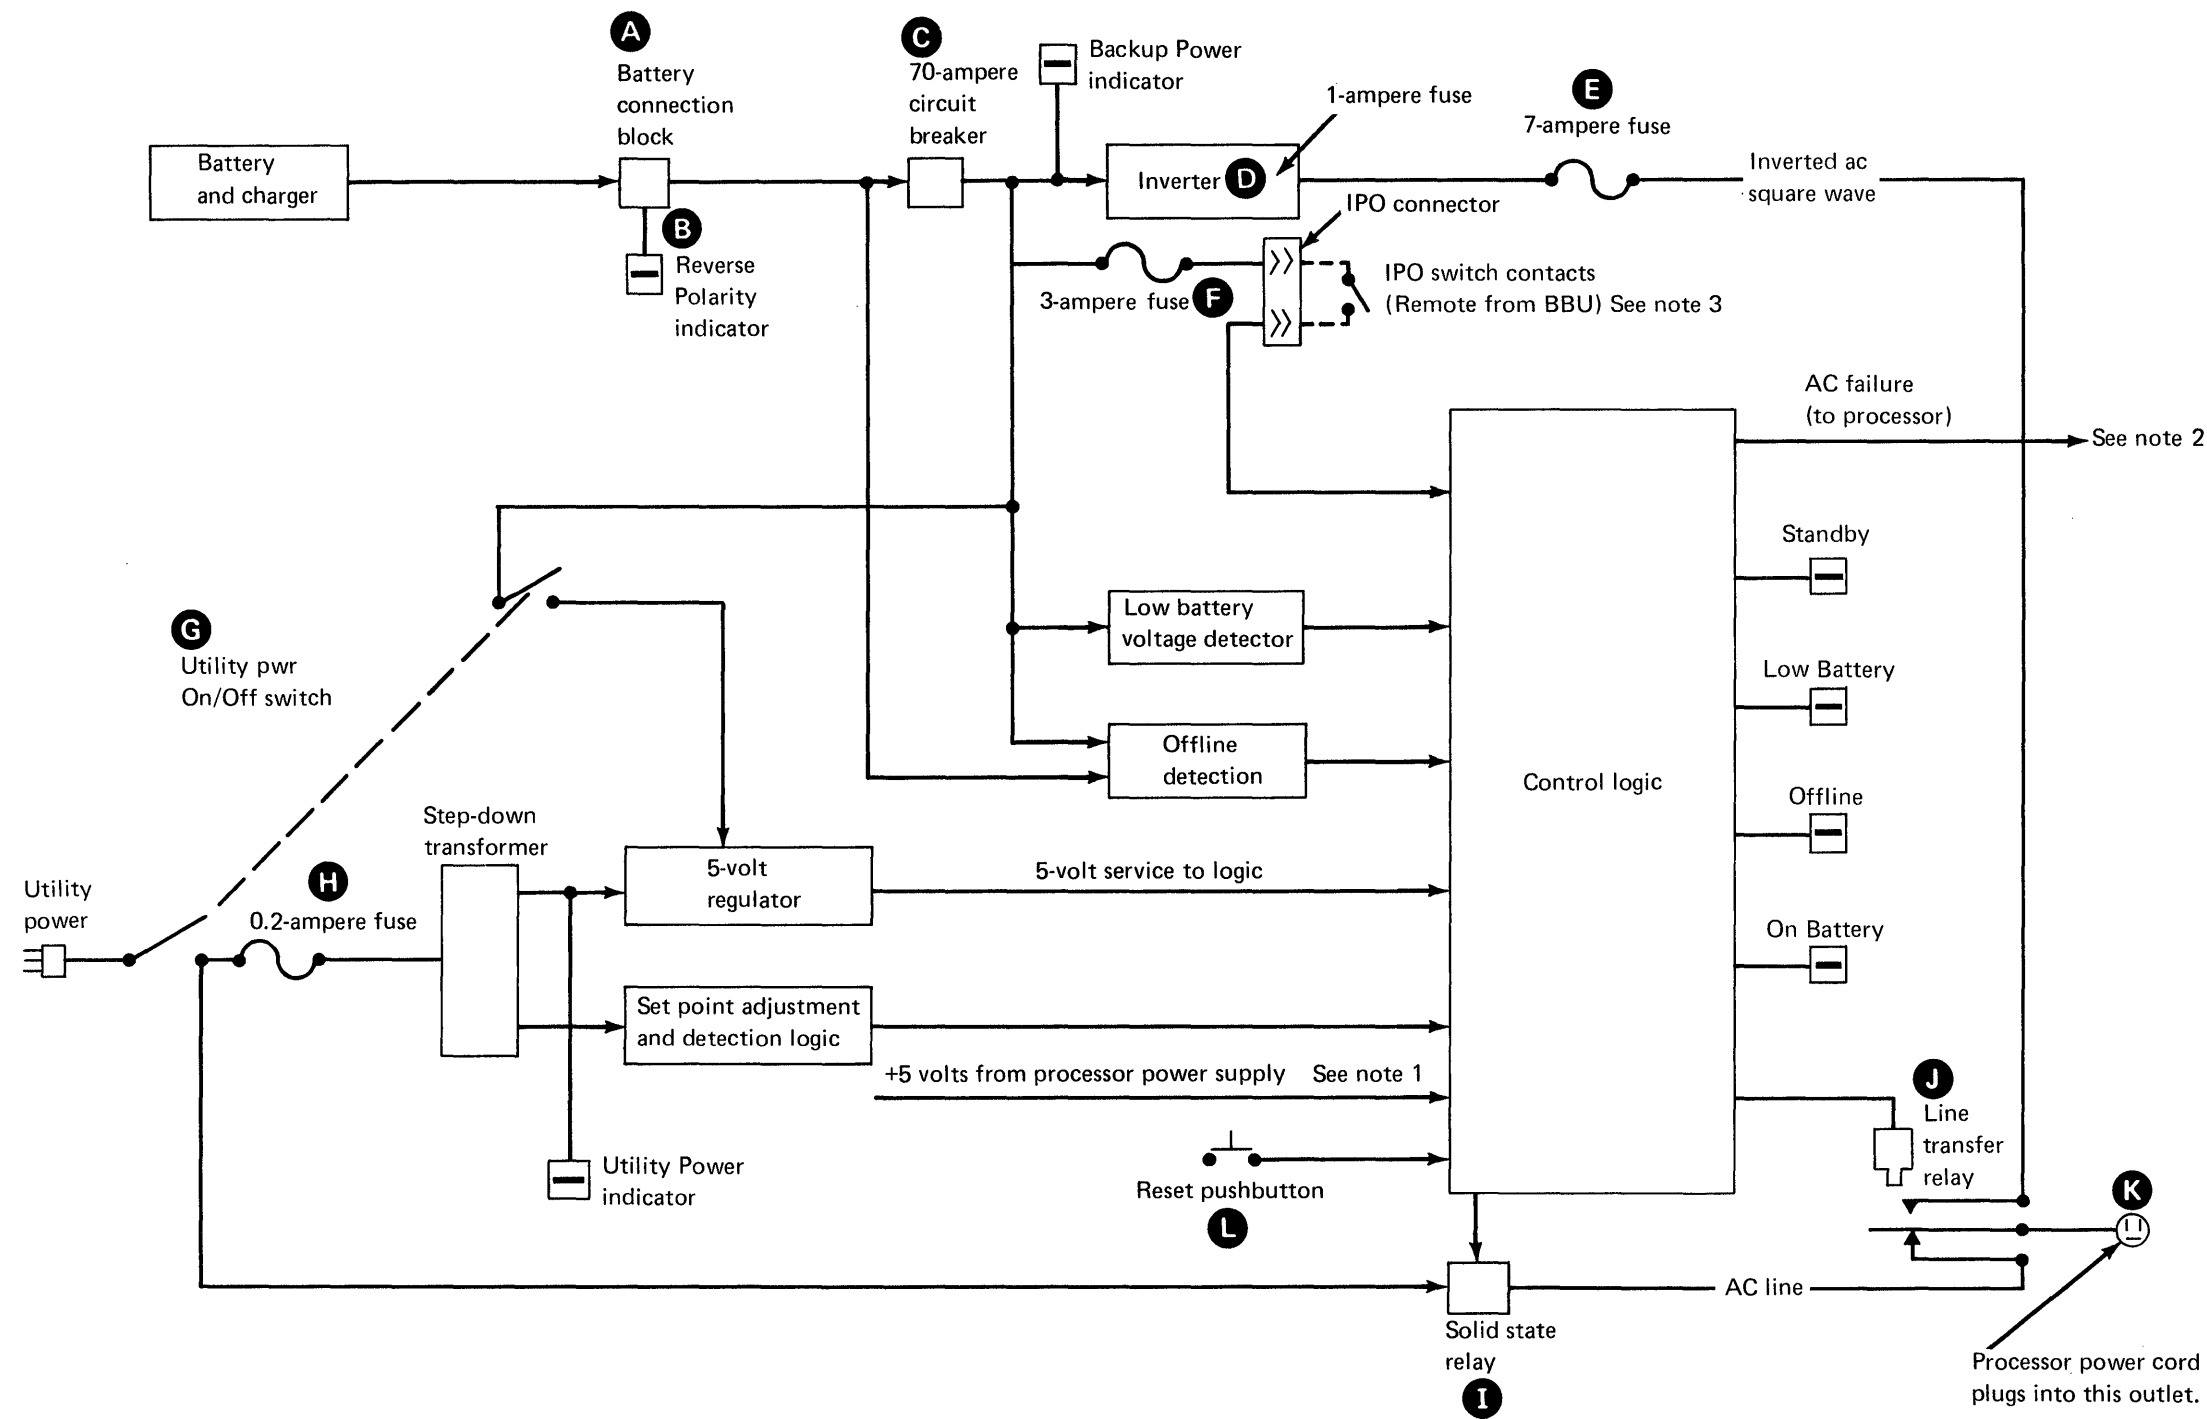 A
Battery
connection
block
C
70-ampere
circuit
breaker
Backup Power
indicator
1-ampere fuse
E
7-ampere fuse
Battery
and charger
Inverter D
Inverted ac
square wave
IPO connector
B
Reverse
Polarity
indicator
3-ampere fuse F
IPO switch contacts
(Remote from BBU) See note 3
AC failure
(to processor)
See note 2
Standby
G
Utility pwr
On/Off switch
Low battery
voltage detector
Low Battery
Offline
detection
Control logic
Offline
Step-down
transformer
5-volt
regulator
5-volt service to logic
Utility
power
H
0.2-ampere fuse
On Battery
Set point adjustment
and detection logic
+5 volts from processor power supply See note 1
J
Line
transfer
relay
Utility Power
indicator
Reset pushbutton
L
K
AC line
Solid state
relay
I
Processor power cord
plugs into this outlet.